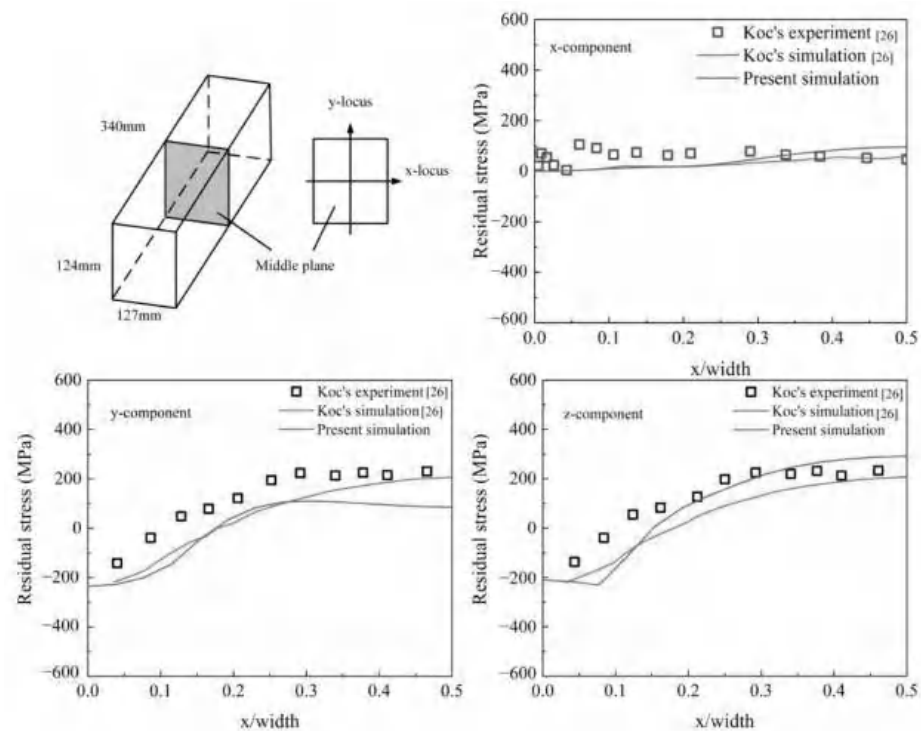 340mm
124mm
127mm
Middle plane
y-locus
x-locus
600
400
200
0
−200
−400
−600
Residual stress (MPa)
x-component
Koc's experiment [26]
Koc's simulation [26]
Present simulation
0.0 0.1 0.2 0.3 0.4 0.5
x/width
600
400
200
0
−200
−400
−600
Residual stress (MPa)
y-component
Koc's experiment[26]
Koc's simulation[26]
Present simulation
0.0 0.1 0.2 0.3 0.4 0.5
x/width
600
400
200
0
−200
−400
−600
Residual stress (MPa)
z-component
Koc's experiment [26]
Koc's simulation [26]
Present simulation
0.0 0.1 0.2 0.3 0.4 0.5
x/width